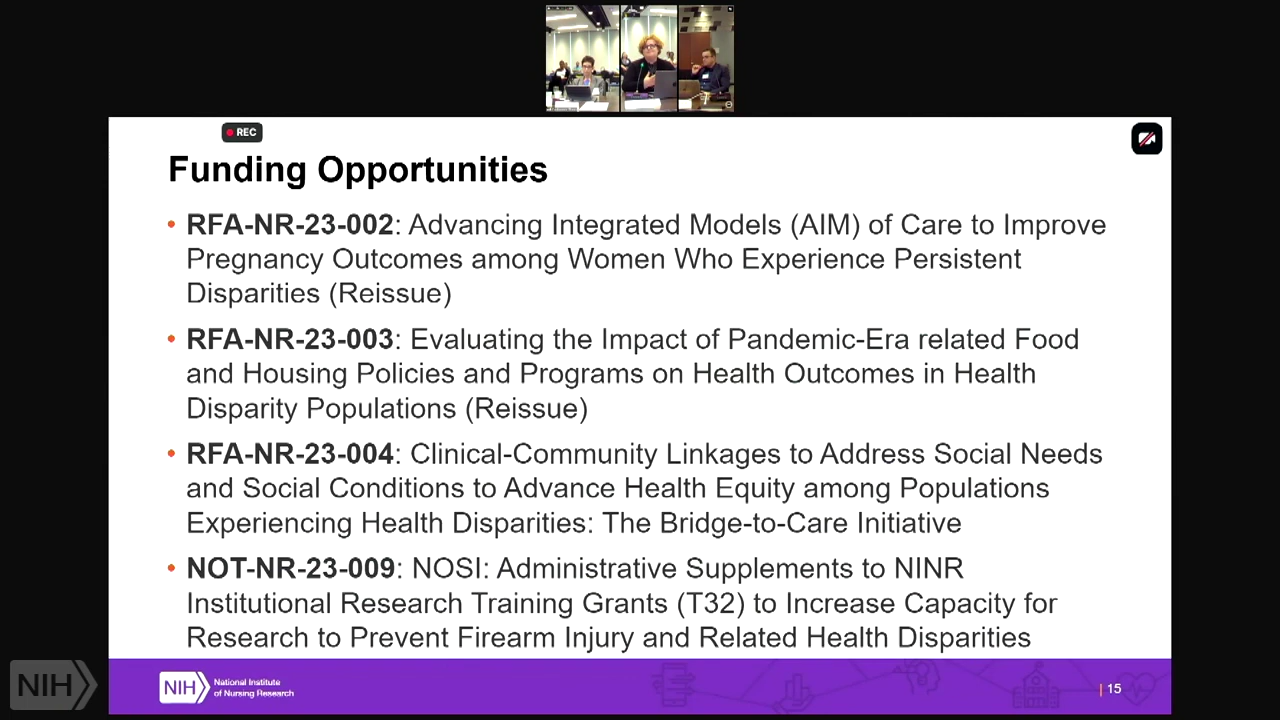 REC
Funding Opportunities
• RFA-NR-23-002: Advancing Integrated Models (AIM) of Care to Improve
Pregnancy Outcomes among Women Who Experience Persistent
Disparities (Reissue)
• RFA-NR-23-003: Evaluating the Impact of Pandemic-Era related Food
and Housing Policies and Programs on Health Outcomes in Health
Disparity Populations (Reissue)
• RFA-NR-23-004: Clinical-Community Linkages to Address Social Needs
and Social Conditions to Advance Health Equity among Populations
Experiencing Health Disparities: The Bridge-to-Care Initiative
• NOT-NR-23-009: NOSI: Administrative Supplements to NINR
Institutional Research Training Grants (T32) to Increase Capacity for
Research to Prevent Firearm Injury and Related Health Disparities
NIH
NIH
National Institute
of Nursing Research
| 15